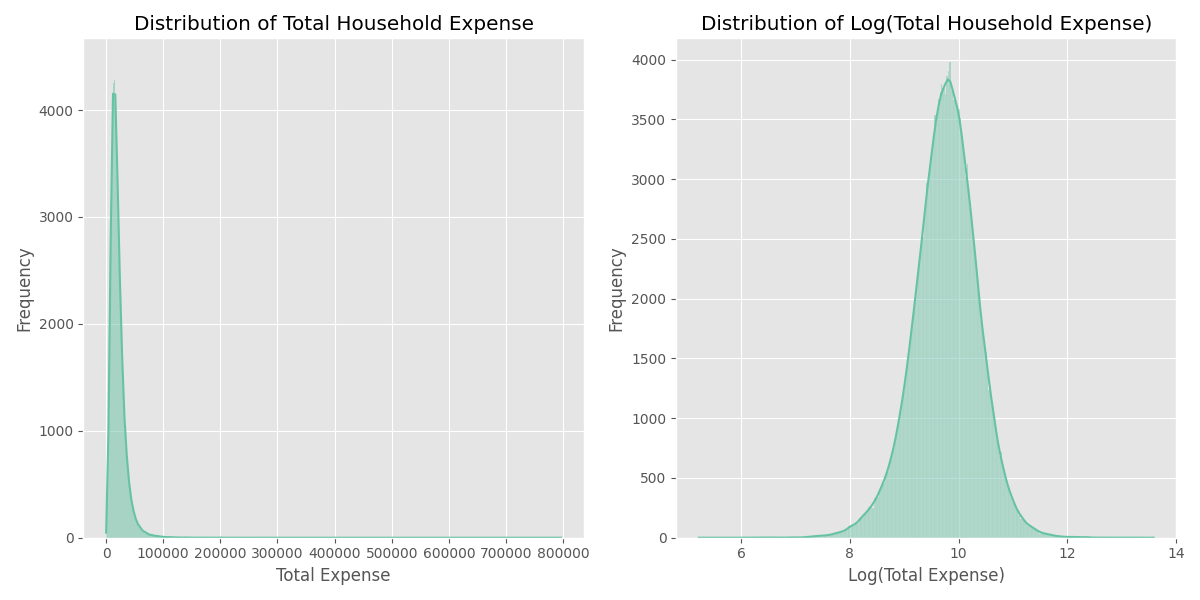 Distribution of Total Household Expense
Frequency
4000
3000
2000
1000
0
0 100000 200000 300000 400000 500000 600000 700000 800000
Total Expense
Distribution of Log(Total Household Expense)
Frequency
4000
3500
3000
2500
2000
1500
1000
500
0
6 8 10 12 14
Log(Total Expense)